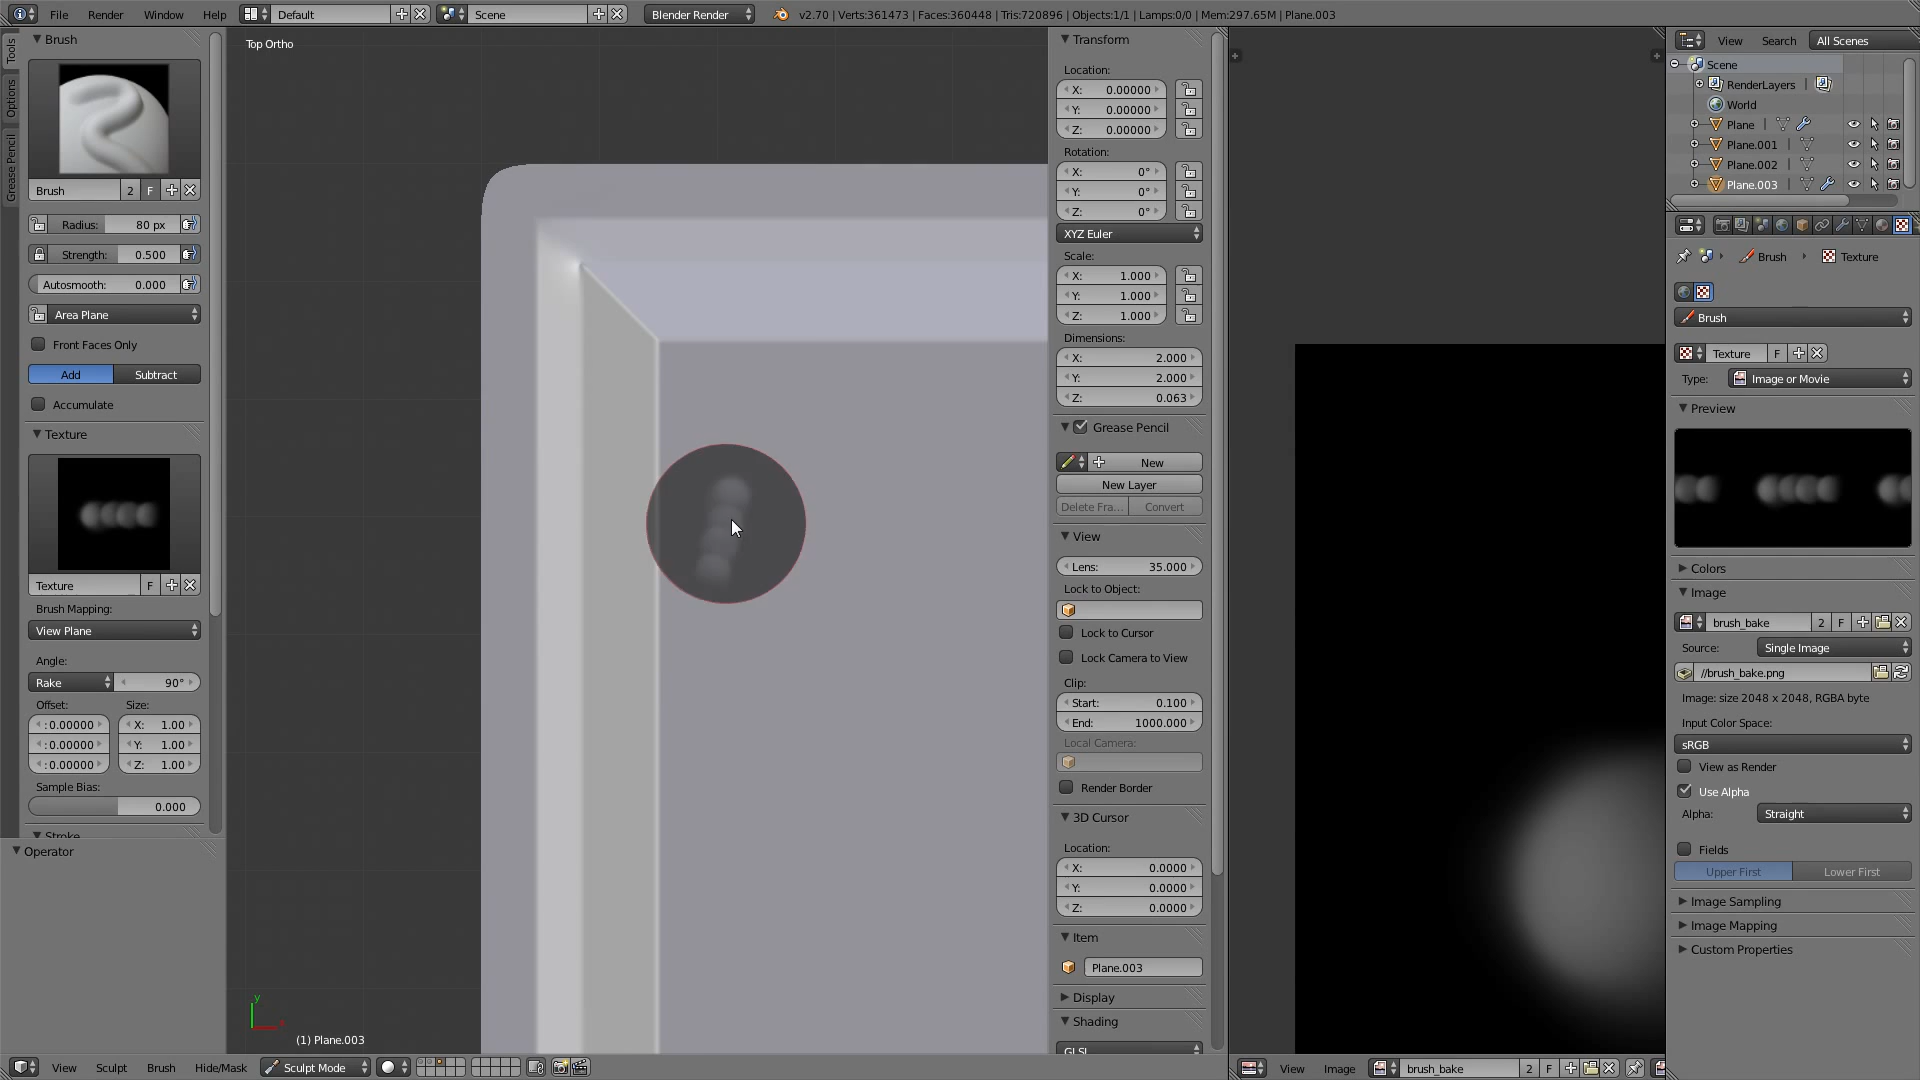 File Render Window Help Default Scene Blender Render v2.70 | Verts:361473 | Faces:360448 | Tris:720896 | Objects:1/1 | Lamps:0/0 | Mem:297.65M | Plane.003
Tools
Options
Grease Pencil
Brush
Brush 2 F
Radius: 80 px
Strength: 0.500
Autosmooth: 0.000
Area Plane
Front Faces Only
Add Subtract
Accumulate
Texture
Texture F
Brush Mapping:
View Plane
Angle:
Rake 90°
Offset: Size:
: 0.00000 X: 1.00
: 0.00000 Y: 1.00
: 0.00000 Z: 1.00
Sample Bias:
0.000
Stroke
Operator
Top Ortho
y
(1) Plane.003
View Sculpt Brush Hide/Mask Sculpt Mode
Transform
Location:
X: 0.00000
Y: 0.00000
Z: 0.00000
Rotation:
X: 0°
Y: 0°
Z: 0°
XYZ Euler
Scale:
X: 1.000
Y: 1.000
Z: 1.000
Dimensions:
X: 2.000
Y: 2.000
Z: 0.063
Grease Pencil
New
New Layer
Delete Fra... Convert
View
Lens: 35.000
Lock to Object:
Lock to Cursor
Lock Camera to View
Clip:
Start: 0.100
End: 1000.000
Local Camera:
Render Border
3D Cursor
Location:
X: 0.0000
Y: 0.0000
Z: 0.0000
Item
Plane.003
Display
Shading
GLSL
View Image brush_bake 2 F
View Search All Scenes
Scene
RenderLayers |
World
Plane |
Plane.001 |
Plane.002 |
Plane.003 |
Brush Texture
Brush
Texture F
Type: Image or Movie
Preview
Colors
Image
brush_bake 2 F
Source: Single Image
//brush_bake.png
Image: size 2048 x 2048, RGBA byte
Input Color Space:
sRGB
View as Render
Use Alpha
Alpha: Straight
Fields
Upper First Lower First
Image Sampling
Image Mapping
Custom Properties